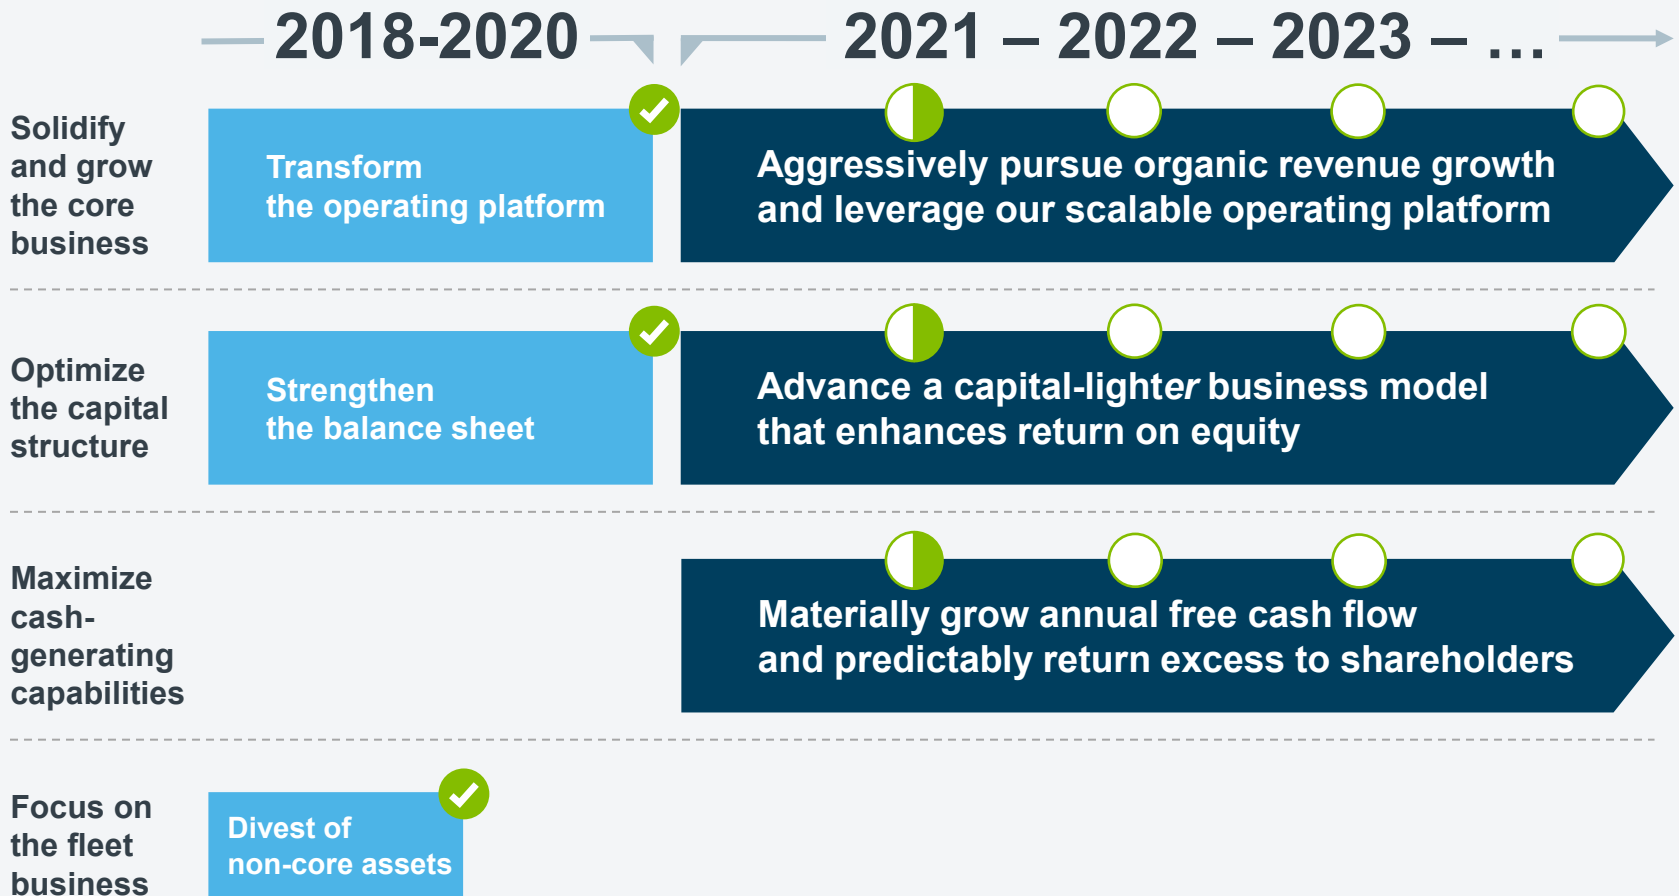 2018-2020
2021 – 2022 – 2023 – …
Solidify
and grow
the core
business
Transform
the operating platform
Aggressively pursue organic revenue growth
and leverage our scalable operating platform
Optimize
the capital
structure
Strengthen
the balance sheet
Advance a capital-lighter business model
that enhances return on equity
Maximize
cash-
generating
capabilities
Materially grow annual free cash flow
and predictably return excess to shareholders
Focus on
the fleet
business
Divest of
non-core assets